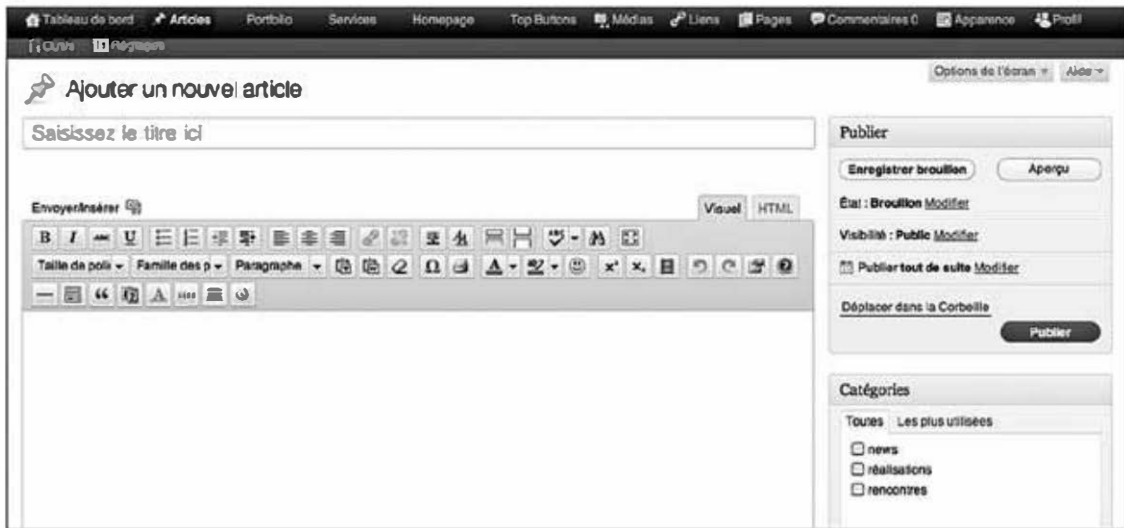 Tableau de bord Articles Portfolio Services Homepage Top Buttons Médias Liens Pages Commentaires 0 Apparence Profil
Outils Réglages
Options de l'écran Aide
Ajouter un nouvel article
Saisissez le titre ici
Envoyer/Insérer
Visuel HTML
B I U
Taille de poli Famille des p Paragraphe
Publier
Enregistrer brouillon Aperçu
État : Brouillon Modifier
Visibilité : Public Modifier
Publier tout de suite Modifier
Déplacer dans la Corbeille
Publier
Catégories
Toutes Les plus utilisées
news
réalisations
rencontres